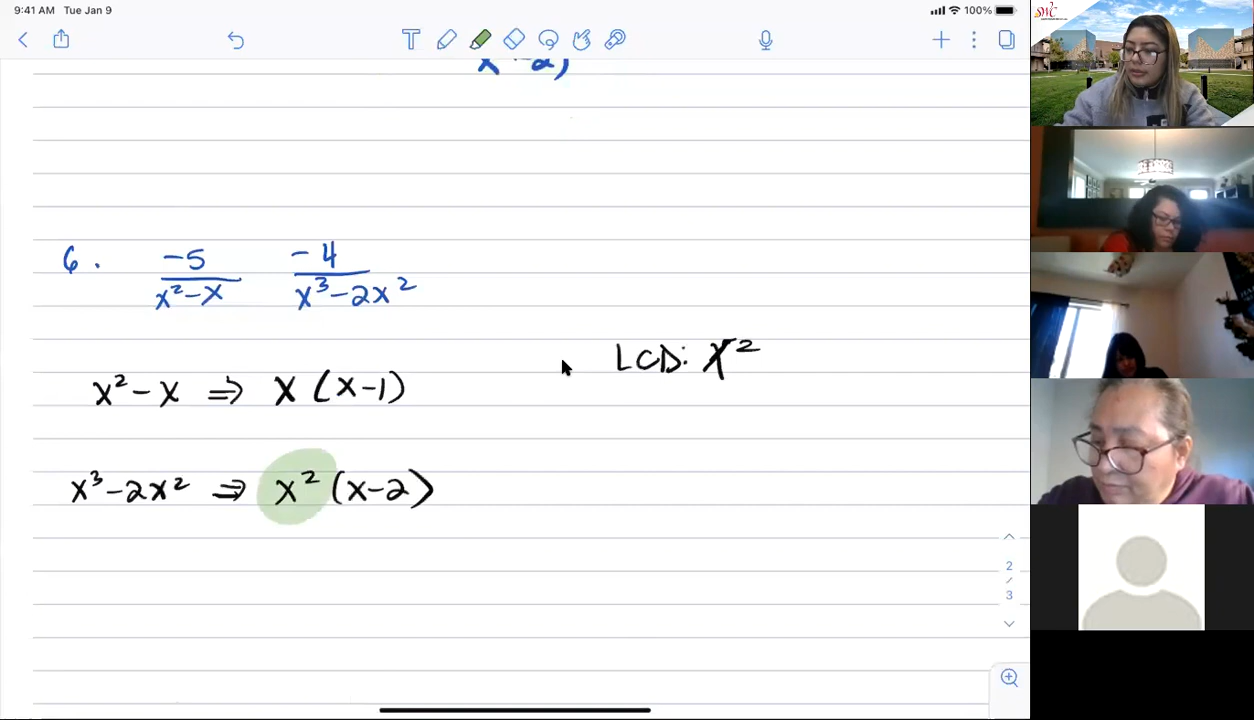 9:41 AM Tue Jan 9
100%
T
6. -5/(x²-x) -4/(x³-2x²)
LCD: x²
x²-x ⇒ x(x-1)
x³-2x² ⇒ x²(x-2)
2
/
3